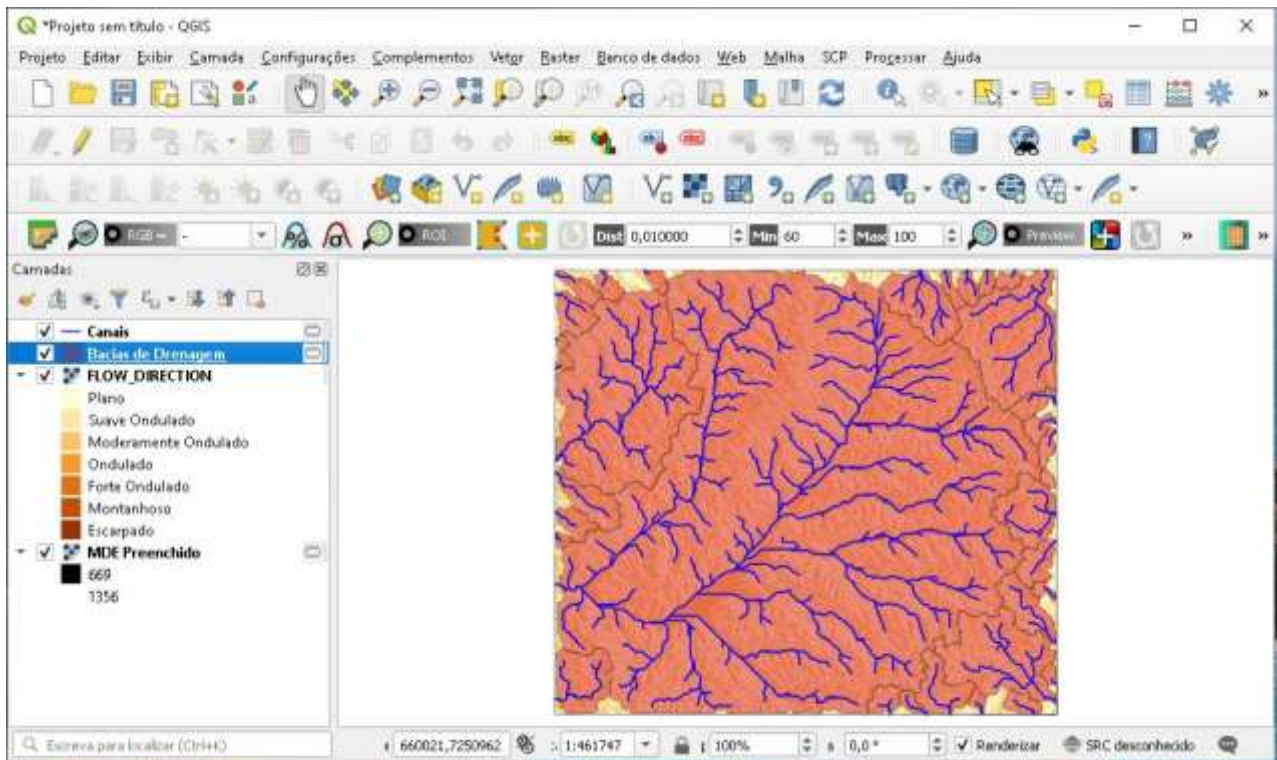 *Projeto sem título - QGIS
Projeto Editar Exibir Camada Configurações Complementos Vetor Raster Banco de dados Web Malha SCP Processar Ajuda
RGB = -
ROI
Dist 0,010000
Min 60
Max 100
Preview
Camadas
Canais
Bacias de Drenagem
FLOW_DIRECTION
Plano
Suave Ondulado
Moderamente Ondulado
Ondulado
Forte Ondulado
Montanhoso
Escarpado
MDE Preenchido
669
1356
Escreva para localizar (Ctrl+K)
660021,7250962
1:461747
100%
0,0 °
Renderizar
SRC desconhecido